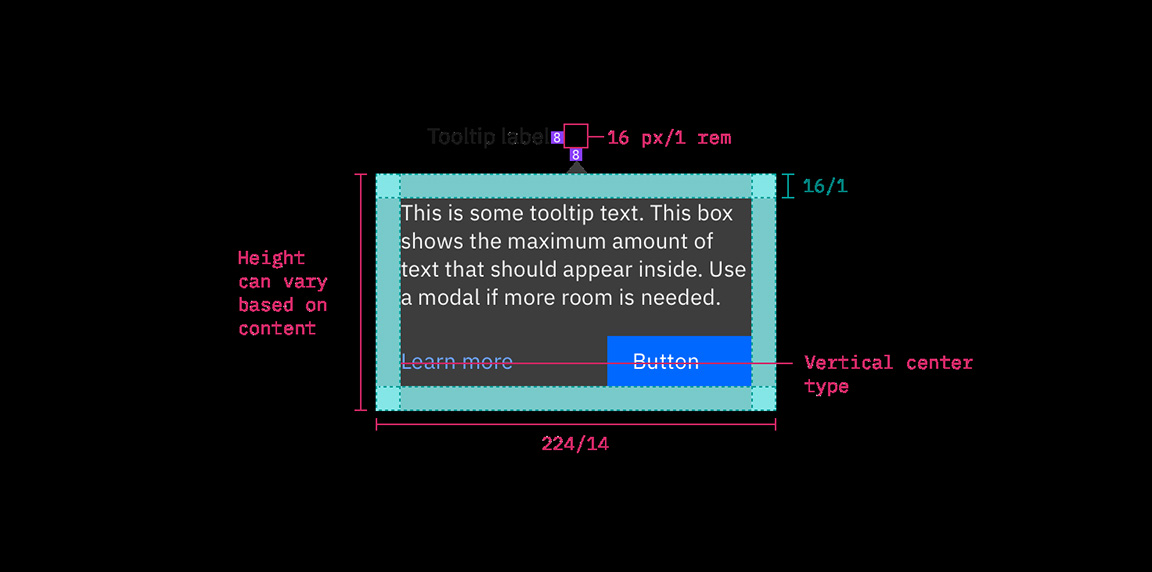 Tooltip label
8
16 px/1 rem
8
16/1
This is some tooltip text. This box
shows the maximum amount of
text that should appear inside. Use
a modal if more room is needed.
Height
can vary
based on
content
Learn more
Button
Vertical center
type
224/14